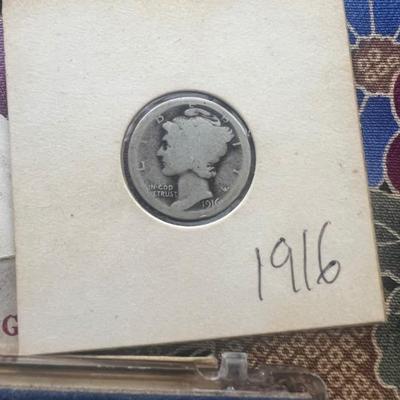 LIBERTY
IN GOD
WE TRUST
1916
1916
G